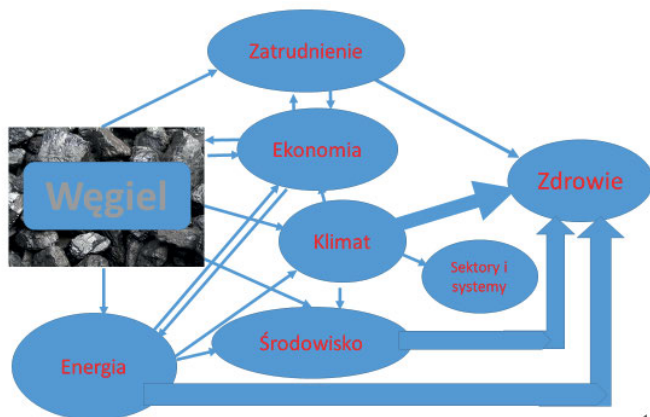 Zatrudnienie
Ekonomia
Węgiel
Zdrowie
Klimat
Sektory i
systemy
Środowisko
Energia